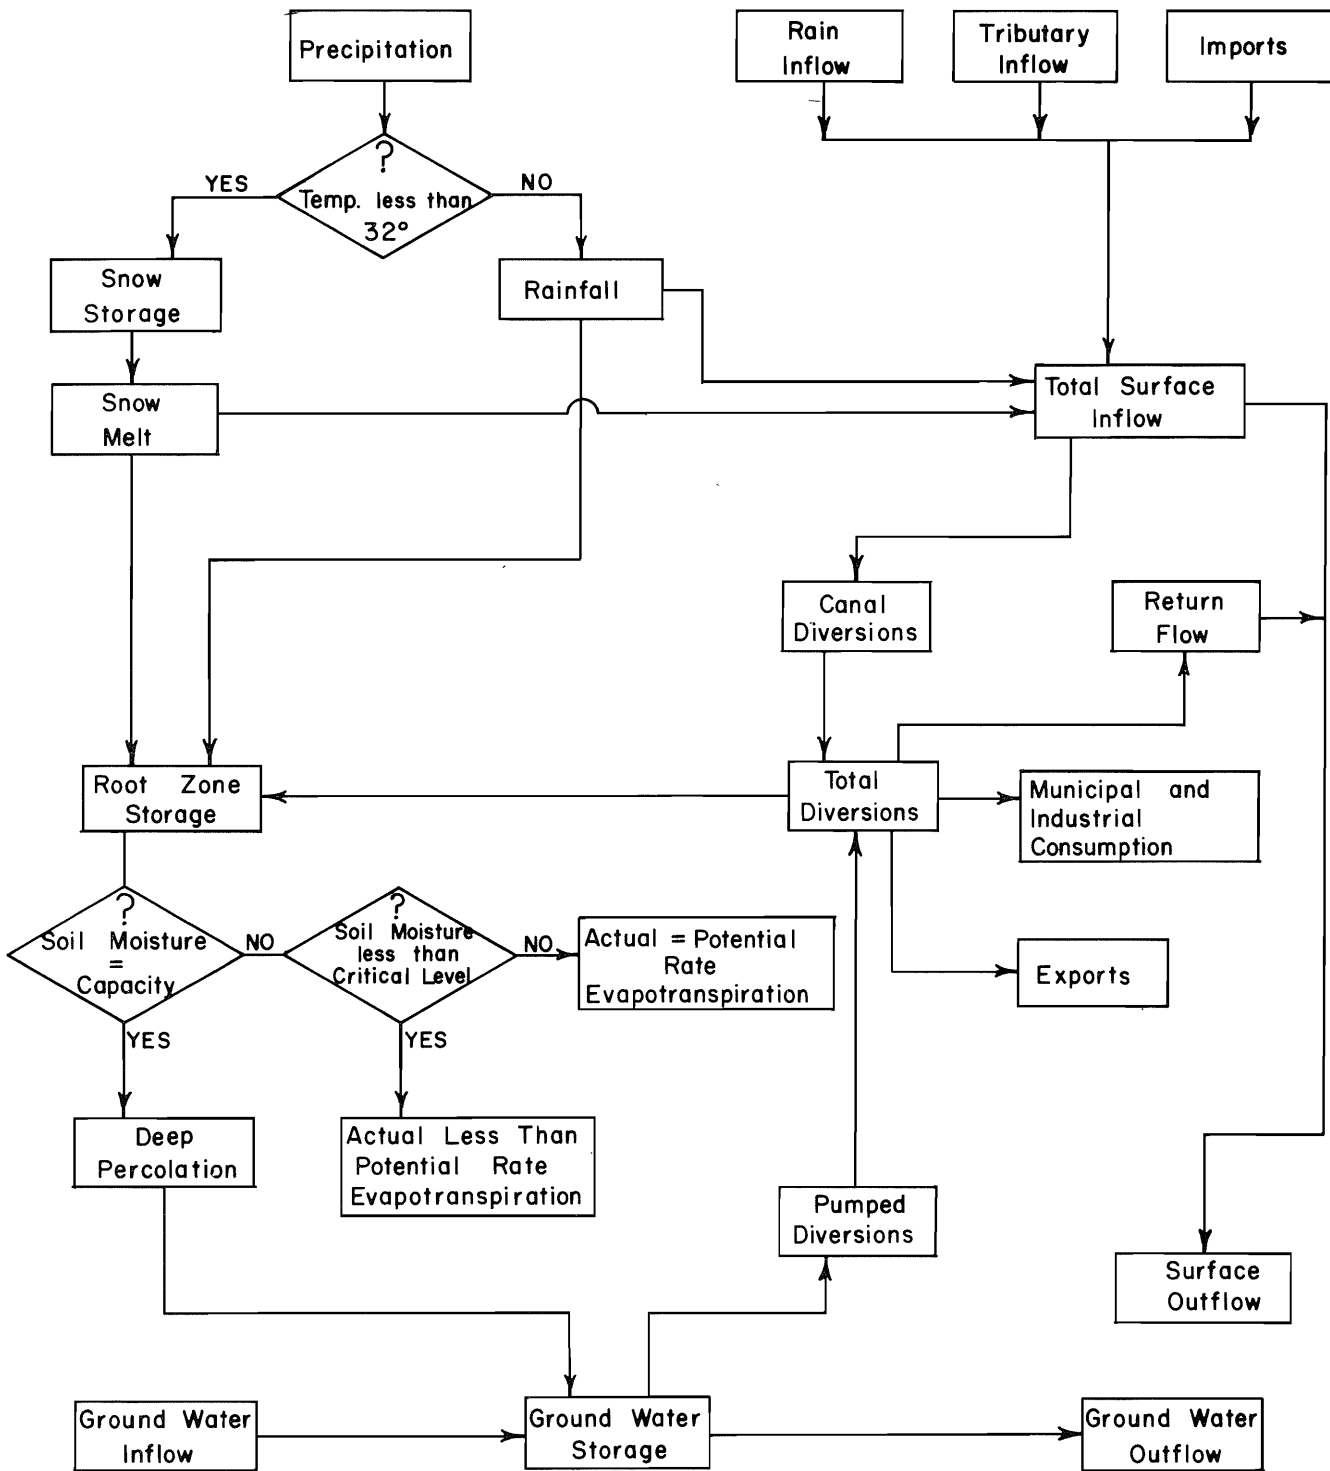 Precipitation
Rain
Inflow
Tributary
Inflow
Imports
?
Temp. less than
32°
YES
NO
Snow
Storage
Rainfall
Snow
Melt
Total Surface
Inflow
Canal
Diversions
Return
Flow
Root Zone
Storage
Total
Diversions
Municipal and
Industrial
Consumption
?
Soil Moisture
=
Capacity
NO
?
Soil Moisture
less than
Critical Level
NO
Actual = Potential
Rate
Evapotranspiration
Exports
YES
YES
Deep
Percolation
Actual Less Than
Potential Rate
Evapotranspiration
Pumped
Diversions
Surface
Outflow
Ground Water
Inflow
Ground Water
Storage
Ground Water
Outflow